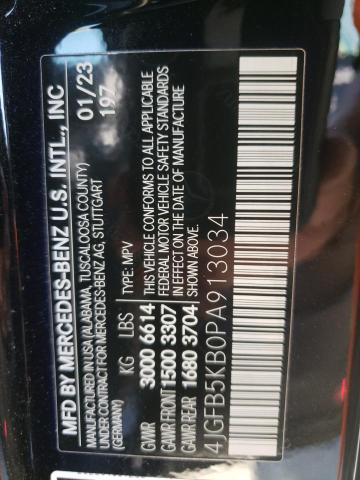 MFD BY MERCEDES-BENZ U.S. INTL., INC
MANUFACTURED IN USA (ALABAMA, TUSCALOOSA COUNTY)
UNDER CONTRACT FOR MERCEDES-BENZ AG, STUTTGART
(GERMANY)
01/23
197
KG LBS TYPE: MPV
GVWR 3000 6614
GAWR FRONT 1500 3307
GAWR REAR 1680 3704
THIS VEHICLE CONFORMS TO ALL APPLICABLE
FEDERAL MOTOR VEHICLE SAFETY STANDARDS
IN EFFECT ON THE DATE OF MANUFACTURE
SHOWN ABOVE.
4JGFB5KB0PA913034